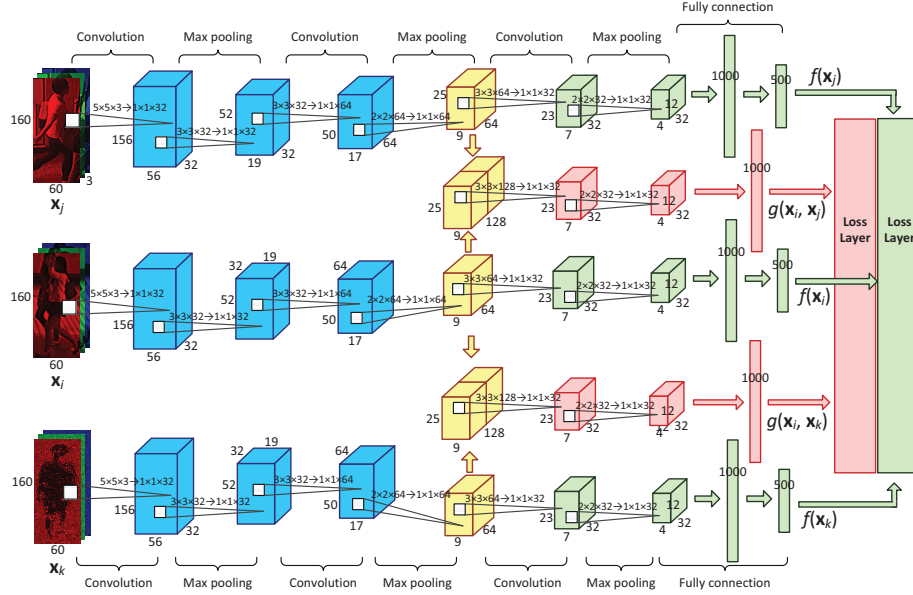 Convolution Max pooling Convolution Max pooling Convolution Max pooling Fully connection
160 5×5×3→1×1×32 156 3×3×32→1×1×32 52 3×3×32→1×1×64 50 2×2×64→1×1×64 25 3×3×64→1×1×32 23 2×2×32→1×1×32 12 1000 500 f(xj)
60 3 56 32 19 32 17 64 9 64 7 32 4 32
xj
25 3×3×128→1×1×32 23 2×2×32→1×1×32 12 1000 g(xi, xj)
9 128 7 32 4 32
Loss Layer
Loss Layer
160 5×5×3→1×1×32 156 3×3×32→1×1×32 32 19 52 3×3×32→1×1×64 64 50 2×2×64→1×1×64 3×3×64→1×1×32 23 2×2×32→1×1×32 12 1000 500 f(xi)
60 56 32 17 9 64 7 32 4 32
xi
25 3×3×128→1×1×32 23 2×2×32→1×1×32 12 1000 g(xi, xk)
9 128 7 32 4 32
160 5×5×3→1×1×32 156 3×3×32→1×1×32 32 19 52 3×3×32→1×1×64 64 50 2×2×64→1×1×64 3×3×64→1×1×32 23 2×2×32→1×1×32 12 1000 500 f(xk)
60 56 32 17 9 64 7 32 4 32
xk
Convolution Max pooling Convolution Max pooling Convolution Max pooling Fully connection